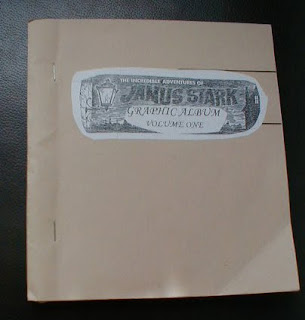 THE INCREDIBLE ADVENTURES OF
JANUS STARK
GRAPHIC ALBUM
VOLUME ONE